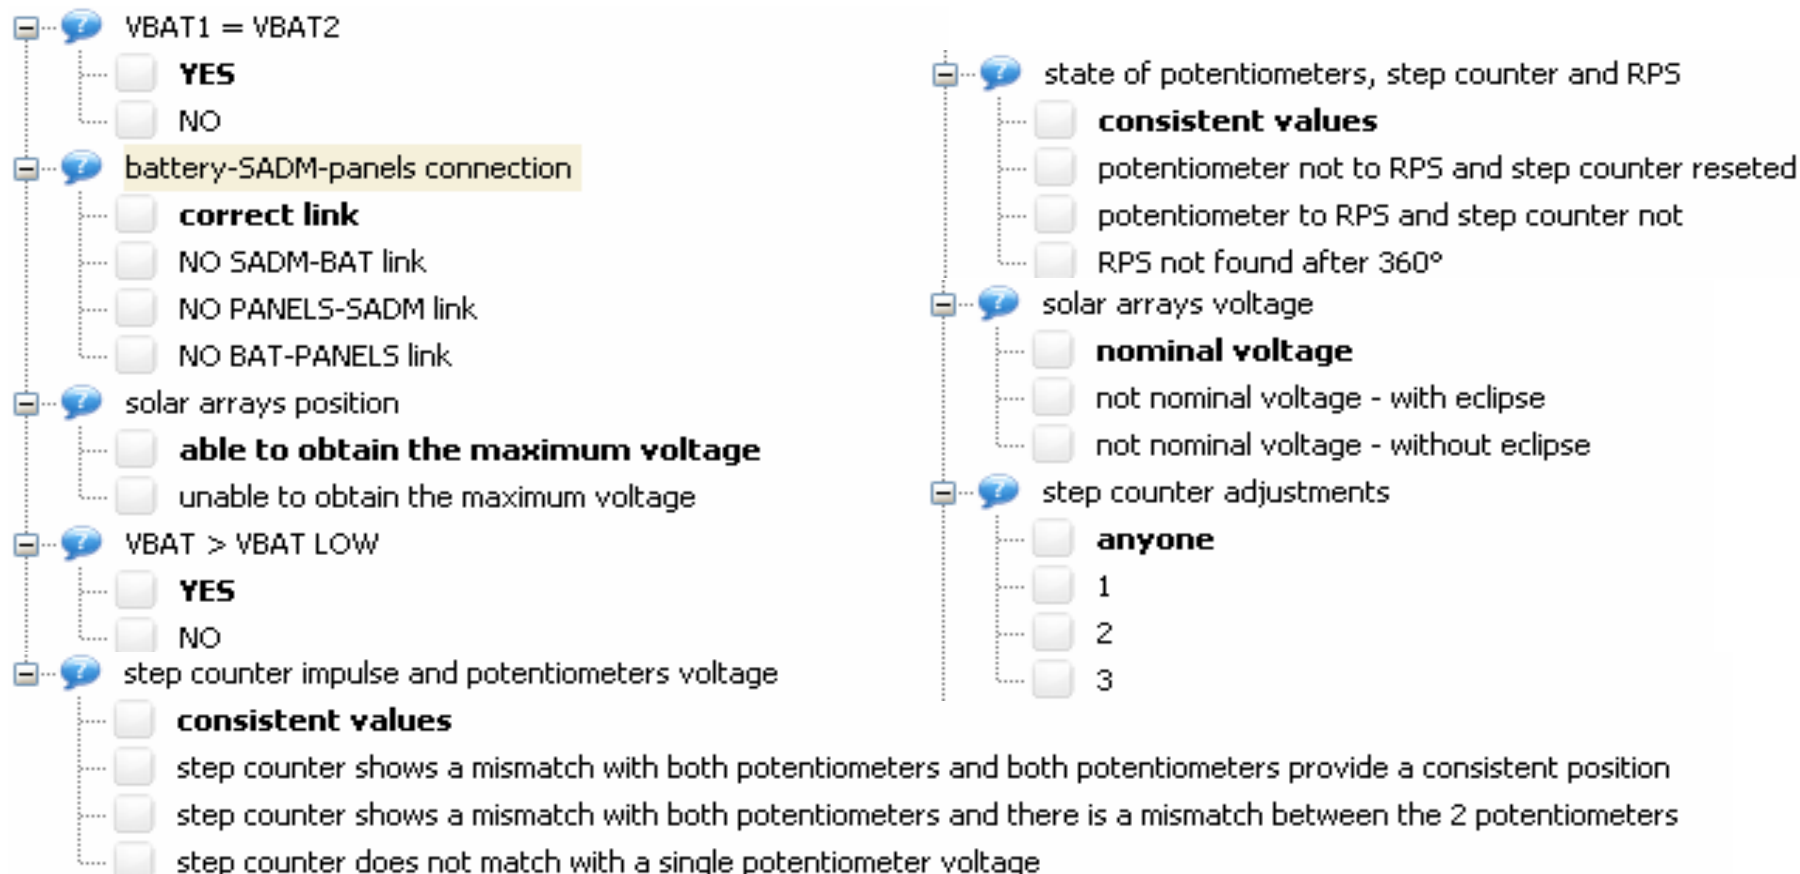 VBAT1 = VBAT2
YES
NO
battery-SADM-panels connection
correct link
NO SADM-BAT link
NO PANELS-SADM link
NO BAT-PANELS link
solar arrays position
able to obtain the maximum voltage
unable to obtain the maximum voltage
VBAT > VBAT LOW
YES
NO
step counter impulse and potentiometers voltage
consistent values
step counter shows a mismatch with both potentiometers and both potentiometers provide a consistent position
step counter shows a mismatch with both potentiometers and there is a mismatch between the 2 potentiometers
step counter does not match with a single potentiometer voltage
state of potentiometers, step counter and RPS
consistent values
potentiometer not to RPS and step counter reseted
potentiometer to RPS and step counter not
RPS not found after 360°
solar arrays voltage
nominal voltage
not nominal voltage - with eclipse
not nominal voltage - without eclipse
step counter adjustments
anyone
1
2
3